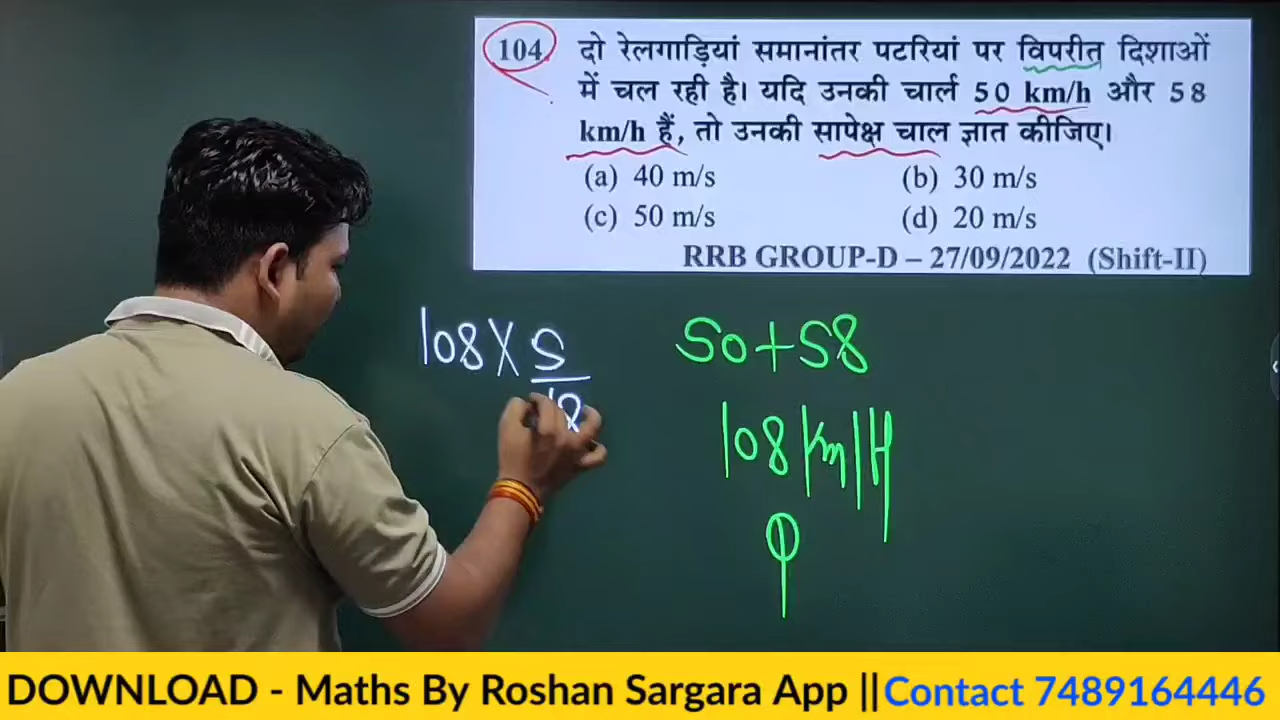 104. दो रेलगाड़ियां समानांतर पटरियां पर विपरीत दिशाओं
में चल रही है। यदि उनकी चार्ल 50 km/h और 58
km/h हैं, तो उनकी सापेक्ष चाल ज्ञात कीजिए।
(a) 40 m/s (b) 30 m/s
(c) 50 m/s (d) 20 m/s
RRB GROUP-D – 27/09/2022 (Shift-II)
108 X 5
18
50+58
108 Km/H
DOWNLOAD - Maths By Roshan Sargara App ||Contact 7489164446